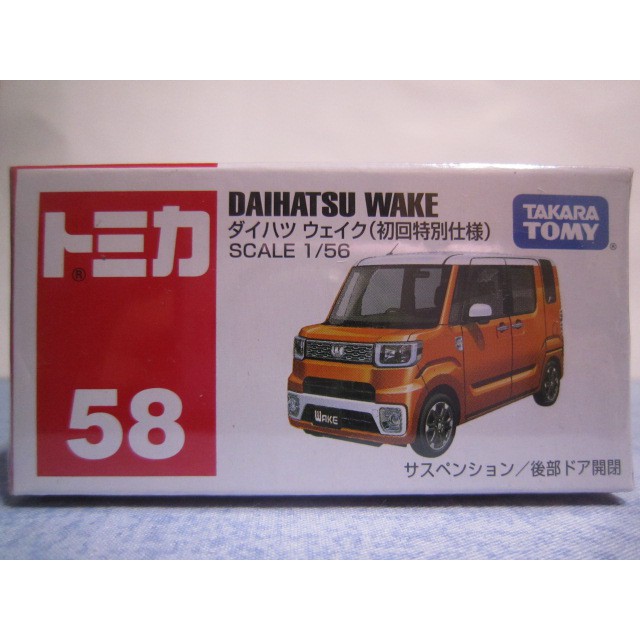 トミカ
®
58
DAIHATSU WAKE
ダイハツ ウェイク(初回特別仕様)
SCALE 1/56
TAKARA
TOMY
®
WAKE
サスペンション/後部ドア開閉